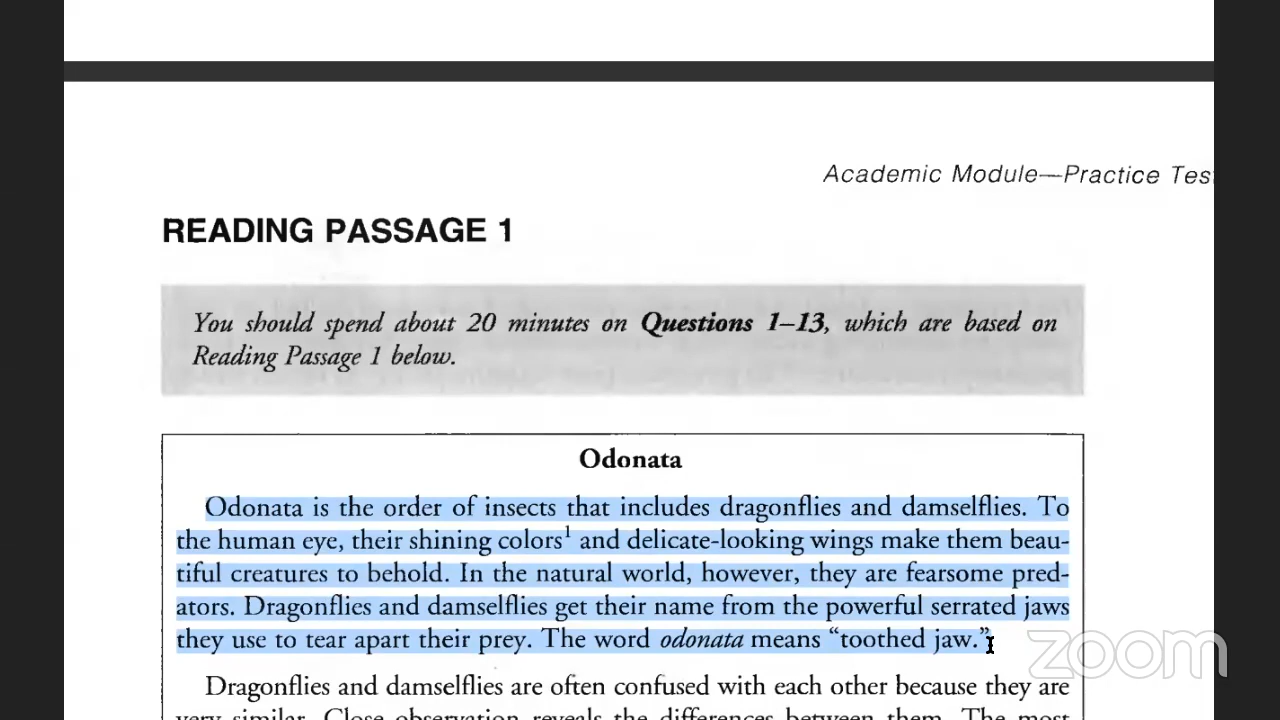 Academic Module—Practice Tes
READING PASSAGE 1
You should spend about 20 minutes on Questions 1–13, which are based on
Reading Passage 1 below.
Odonata
Odonata is the order of insects that includes dragonflies and damselflies. To
the human eye, their shining colors¹ and delicate-looking wings make them beau-
tiful creatures to behold. In the natural world, however, they are fearsome pred-
ators. Dragonflies and damselflies get their name from the powerful serrated jaws
they use to tear apart their prey. The word odonata means “toothed jaw.”
zoom
Dragonflies and damselflies are often confused with each other because they are
very similar. Close observation reveals the differences between them. The most